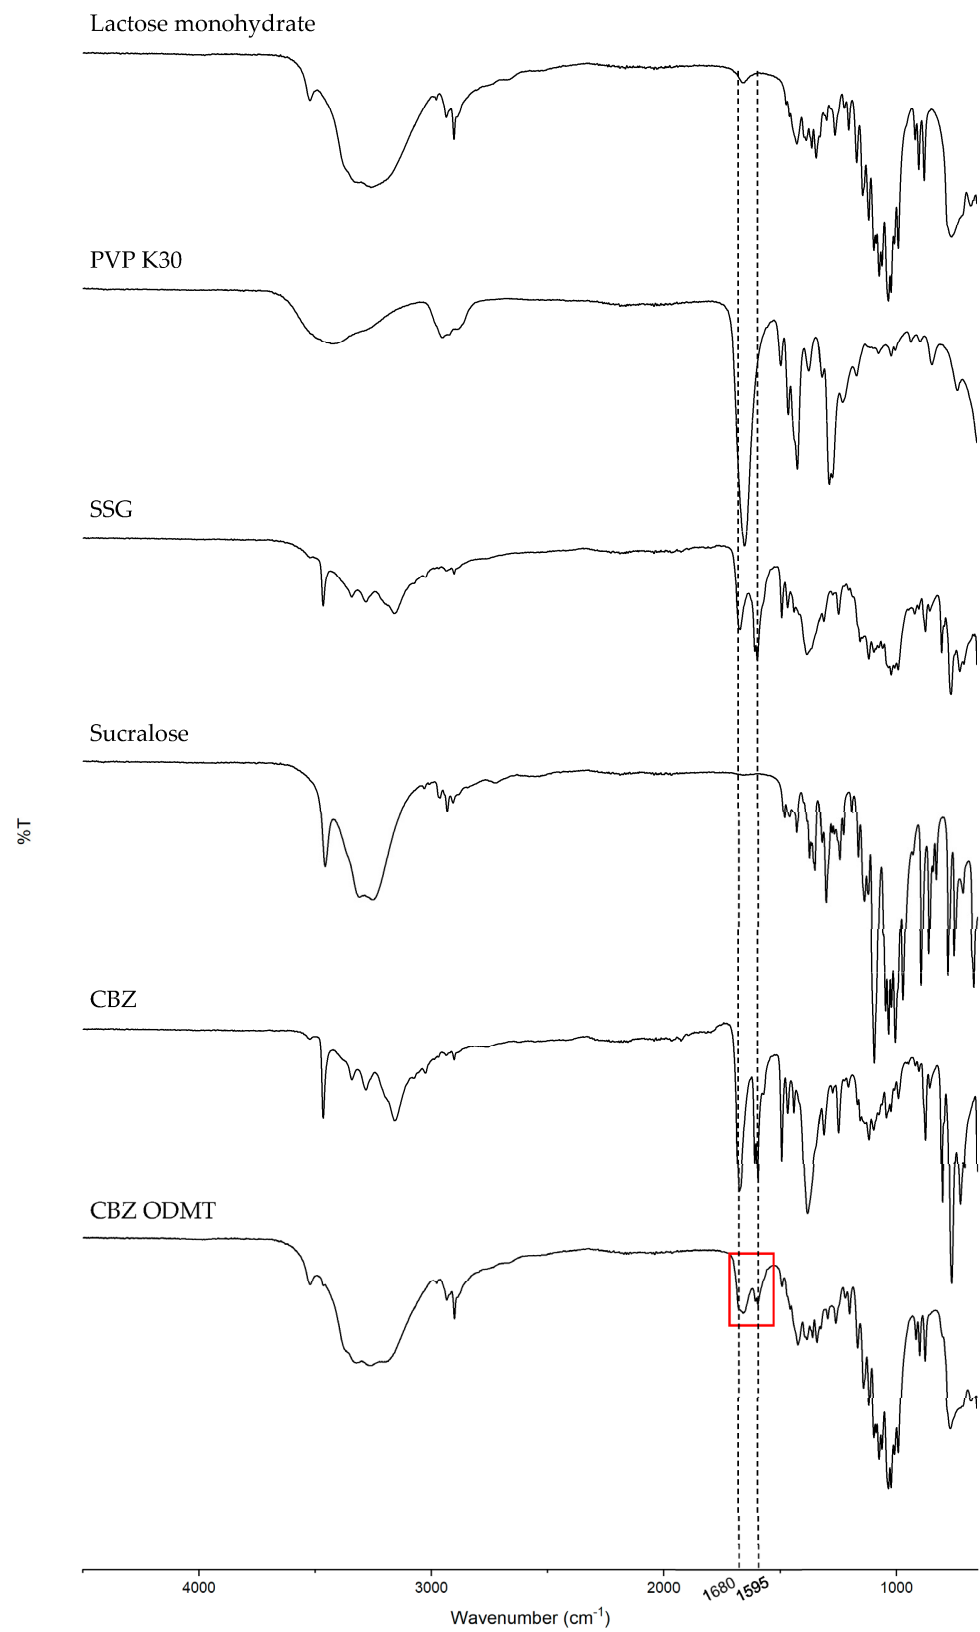 Lactose monohydrate
PVP K30
SSG
Sucralose
%T
CBZ
CBZ ODMT
4000 3000 2000 1680 1595 1000
Wavenumber (cm⁻¹)